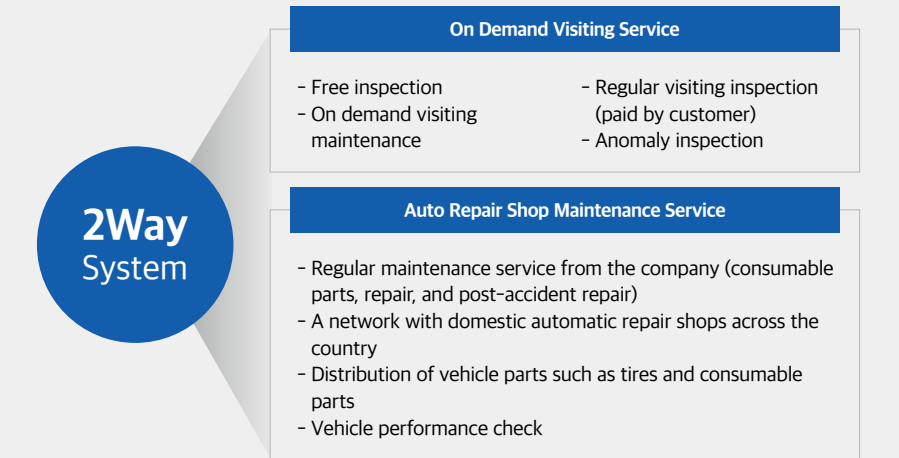 2Way
System
On Demand Visiting Service
- Free inspection
- On demand visiting
maintenance
- Regular visiting inspection
(paid by customer)
- Anomaly inspection
Auto Repair Shop Maintenance Service
- Regular maintenance service from the company (consumable
parts, repair, and post-accident repair)
- A network with domestic automatic repair shops across the
country
- Distribution of vehicle parts such as tires and consumable
parts
- Vehicle performance check